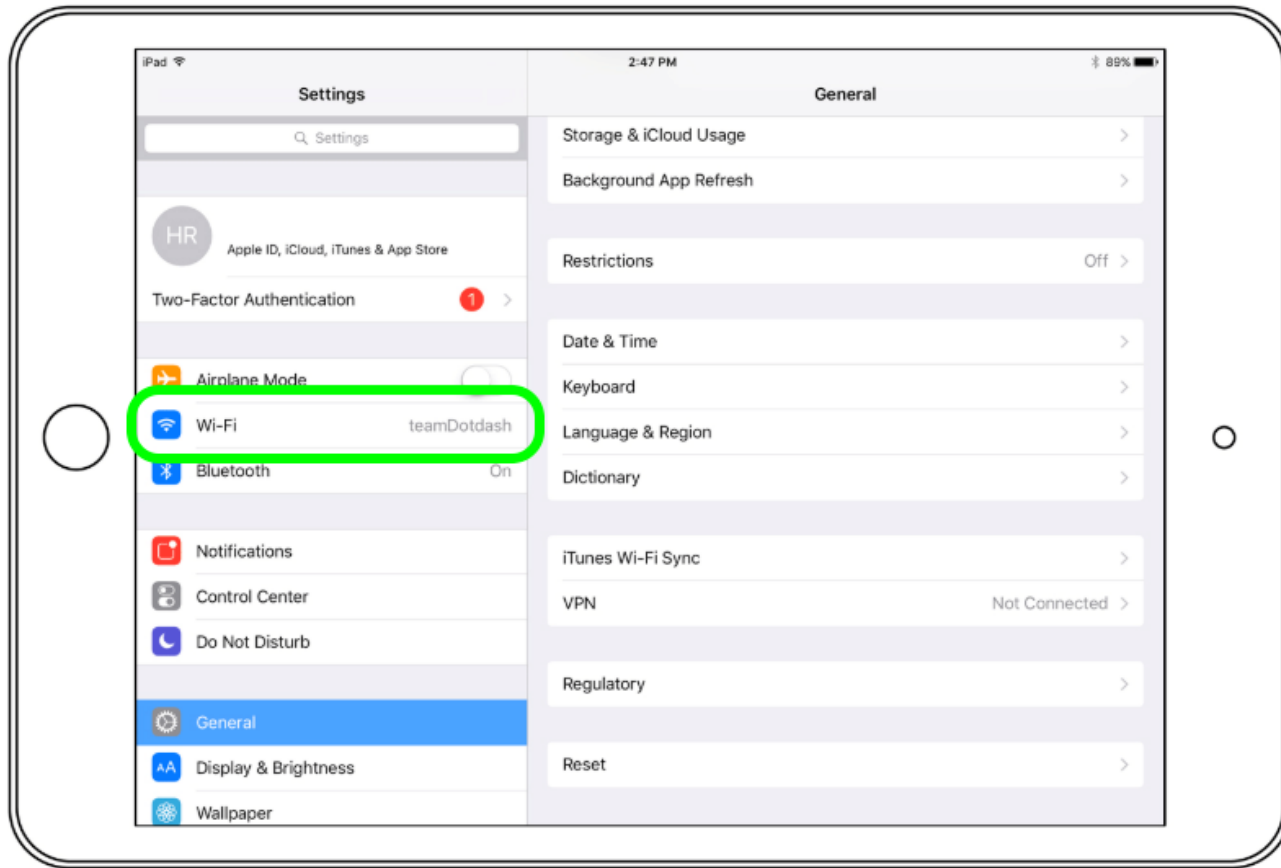 iPad
2:47 PM
89%
Settings
General
Settings
HR
Apple ID, iCloud, iTunes & App Store
Two-Factor Authentication
1
Airplane Mode
Wi-Fi teamDotdash
Bluetooth On
Notifications
Control Center
Do Not Disturb
General
AA Display & Brightness
Wallpaper
Storage & iCloud Usage
Background App Refresh
Restrictions Off
Date & Time
Keyboard
Language & Region
Dictionary
iTunes Wi-Fi Sync
VPN Not Connected
Regulatory
Reset